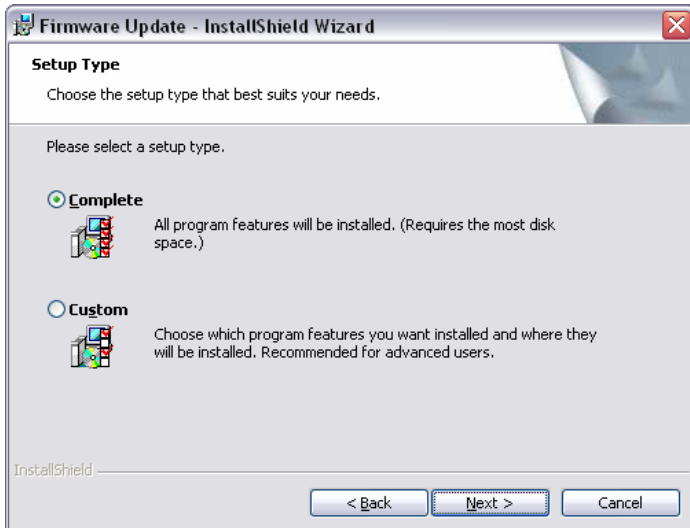 Firmware Update - InstallShield Wizard
Setup Type
Choose the setup type that best suits your needs.
Please select a setup type.
Complete
All program features will be installed. (Requires the most disk
space.)
Custom
Choose which program features you want installed and where they
will be installed. Recommended for advanced users.
InstallShield
< Back Next > Cancel